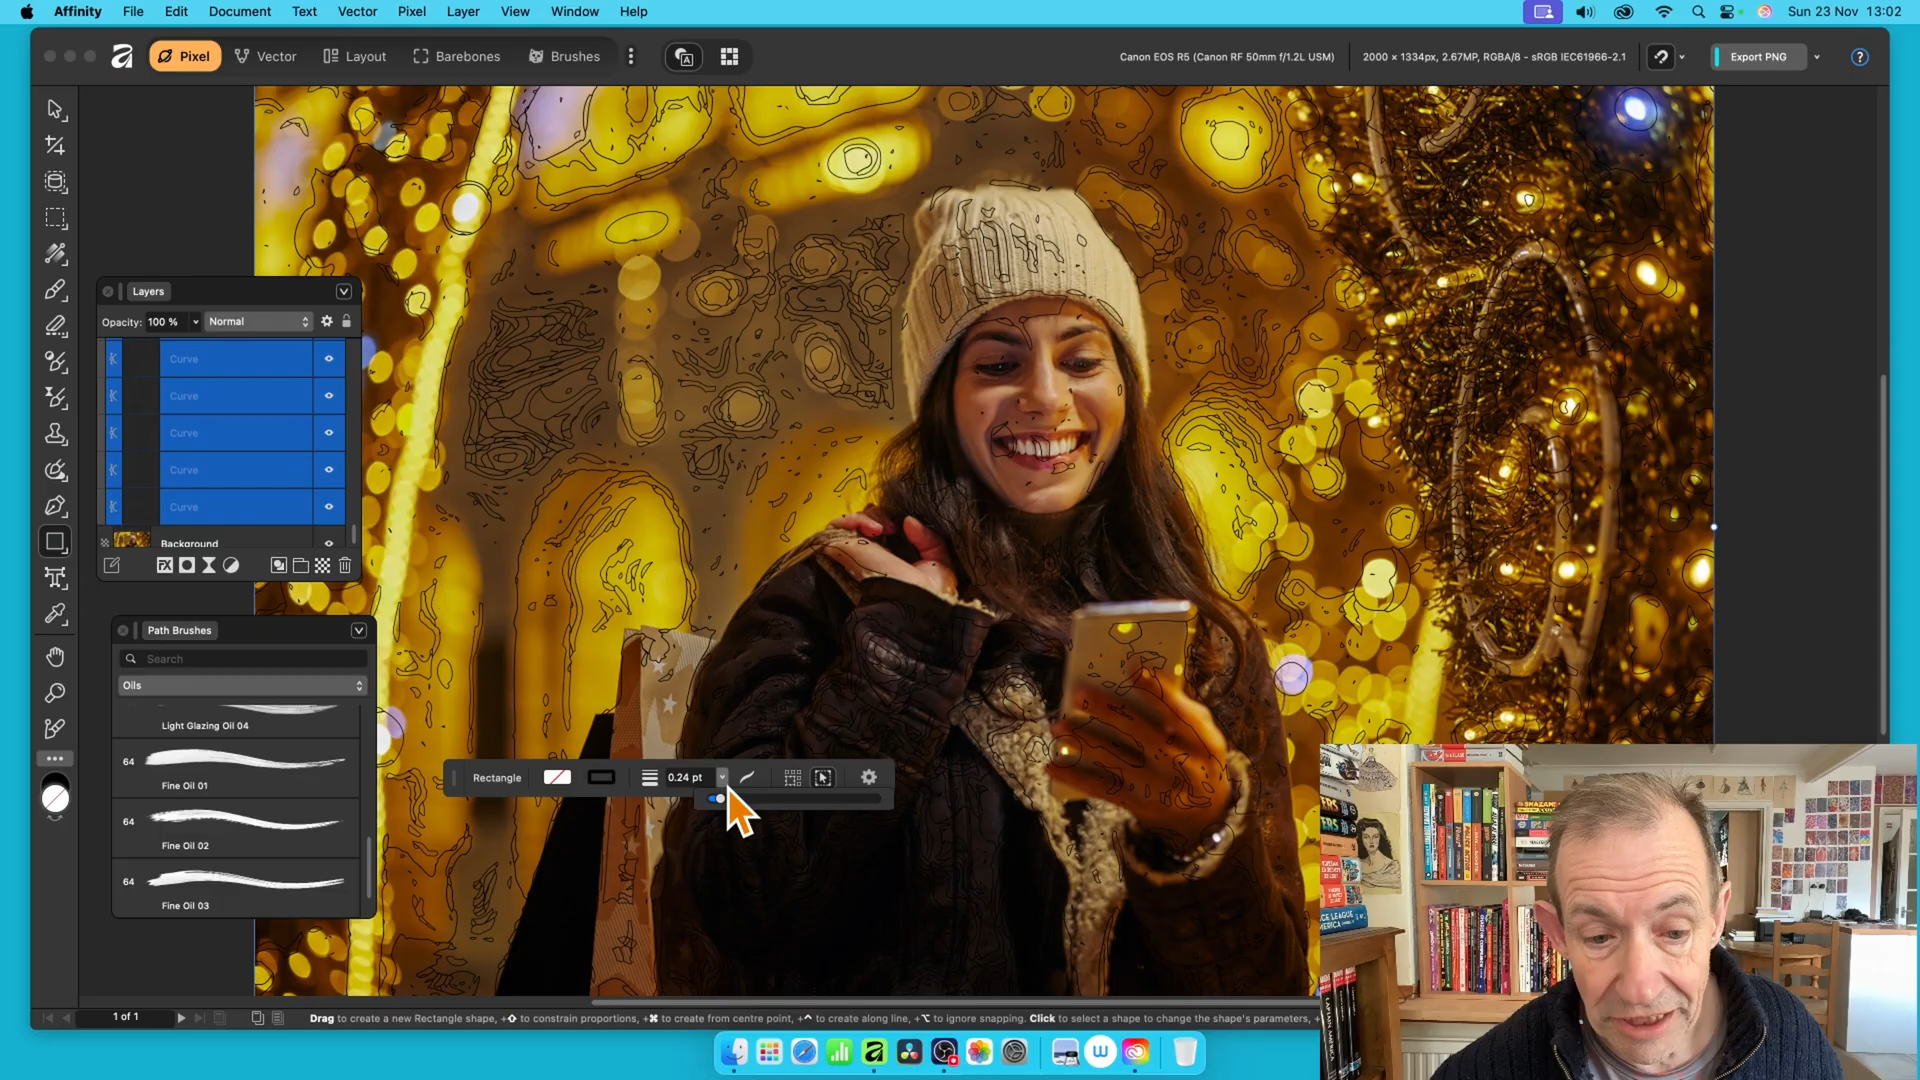 Affinity File Edit Document Text Vector Pixel Layer View Window Help Sun 23 Nov 13:02
Pixel Vector Layout Barebones Brushes Canon EOS R5 (Canon RF 50mm f/1.2L USM) 2000 × 1334px, 2.67MP, RGBA/8 - sRGB IEC61966-2.1 Export PNG
Layers
Opacity: 100 % Normal
Curve
Curve
Curve
Curve
Curve
Background
Path Brushes
Search
Oils
Light Glazing Oil 04
64
Fine Oil 01
64
Fine Oil 02
64
Fine Oil 03
Rectangle 0.24 pt
1 of 1
Drag to create a new Rectangle shape, +⇧ to constrain proportions, +⌘ to create from centre point, +⌃ to create along line, +⌥ to ignore snapping. Click to select a shape to change the shape's parameters, +